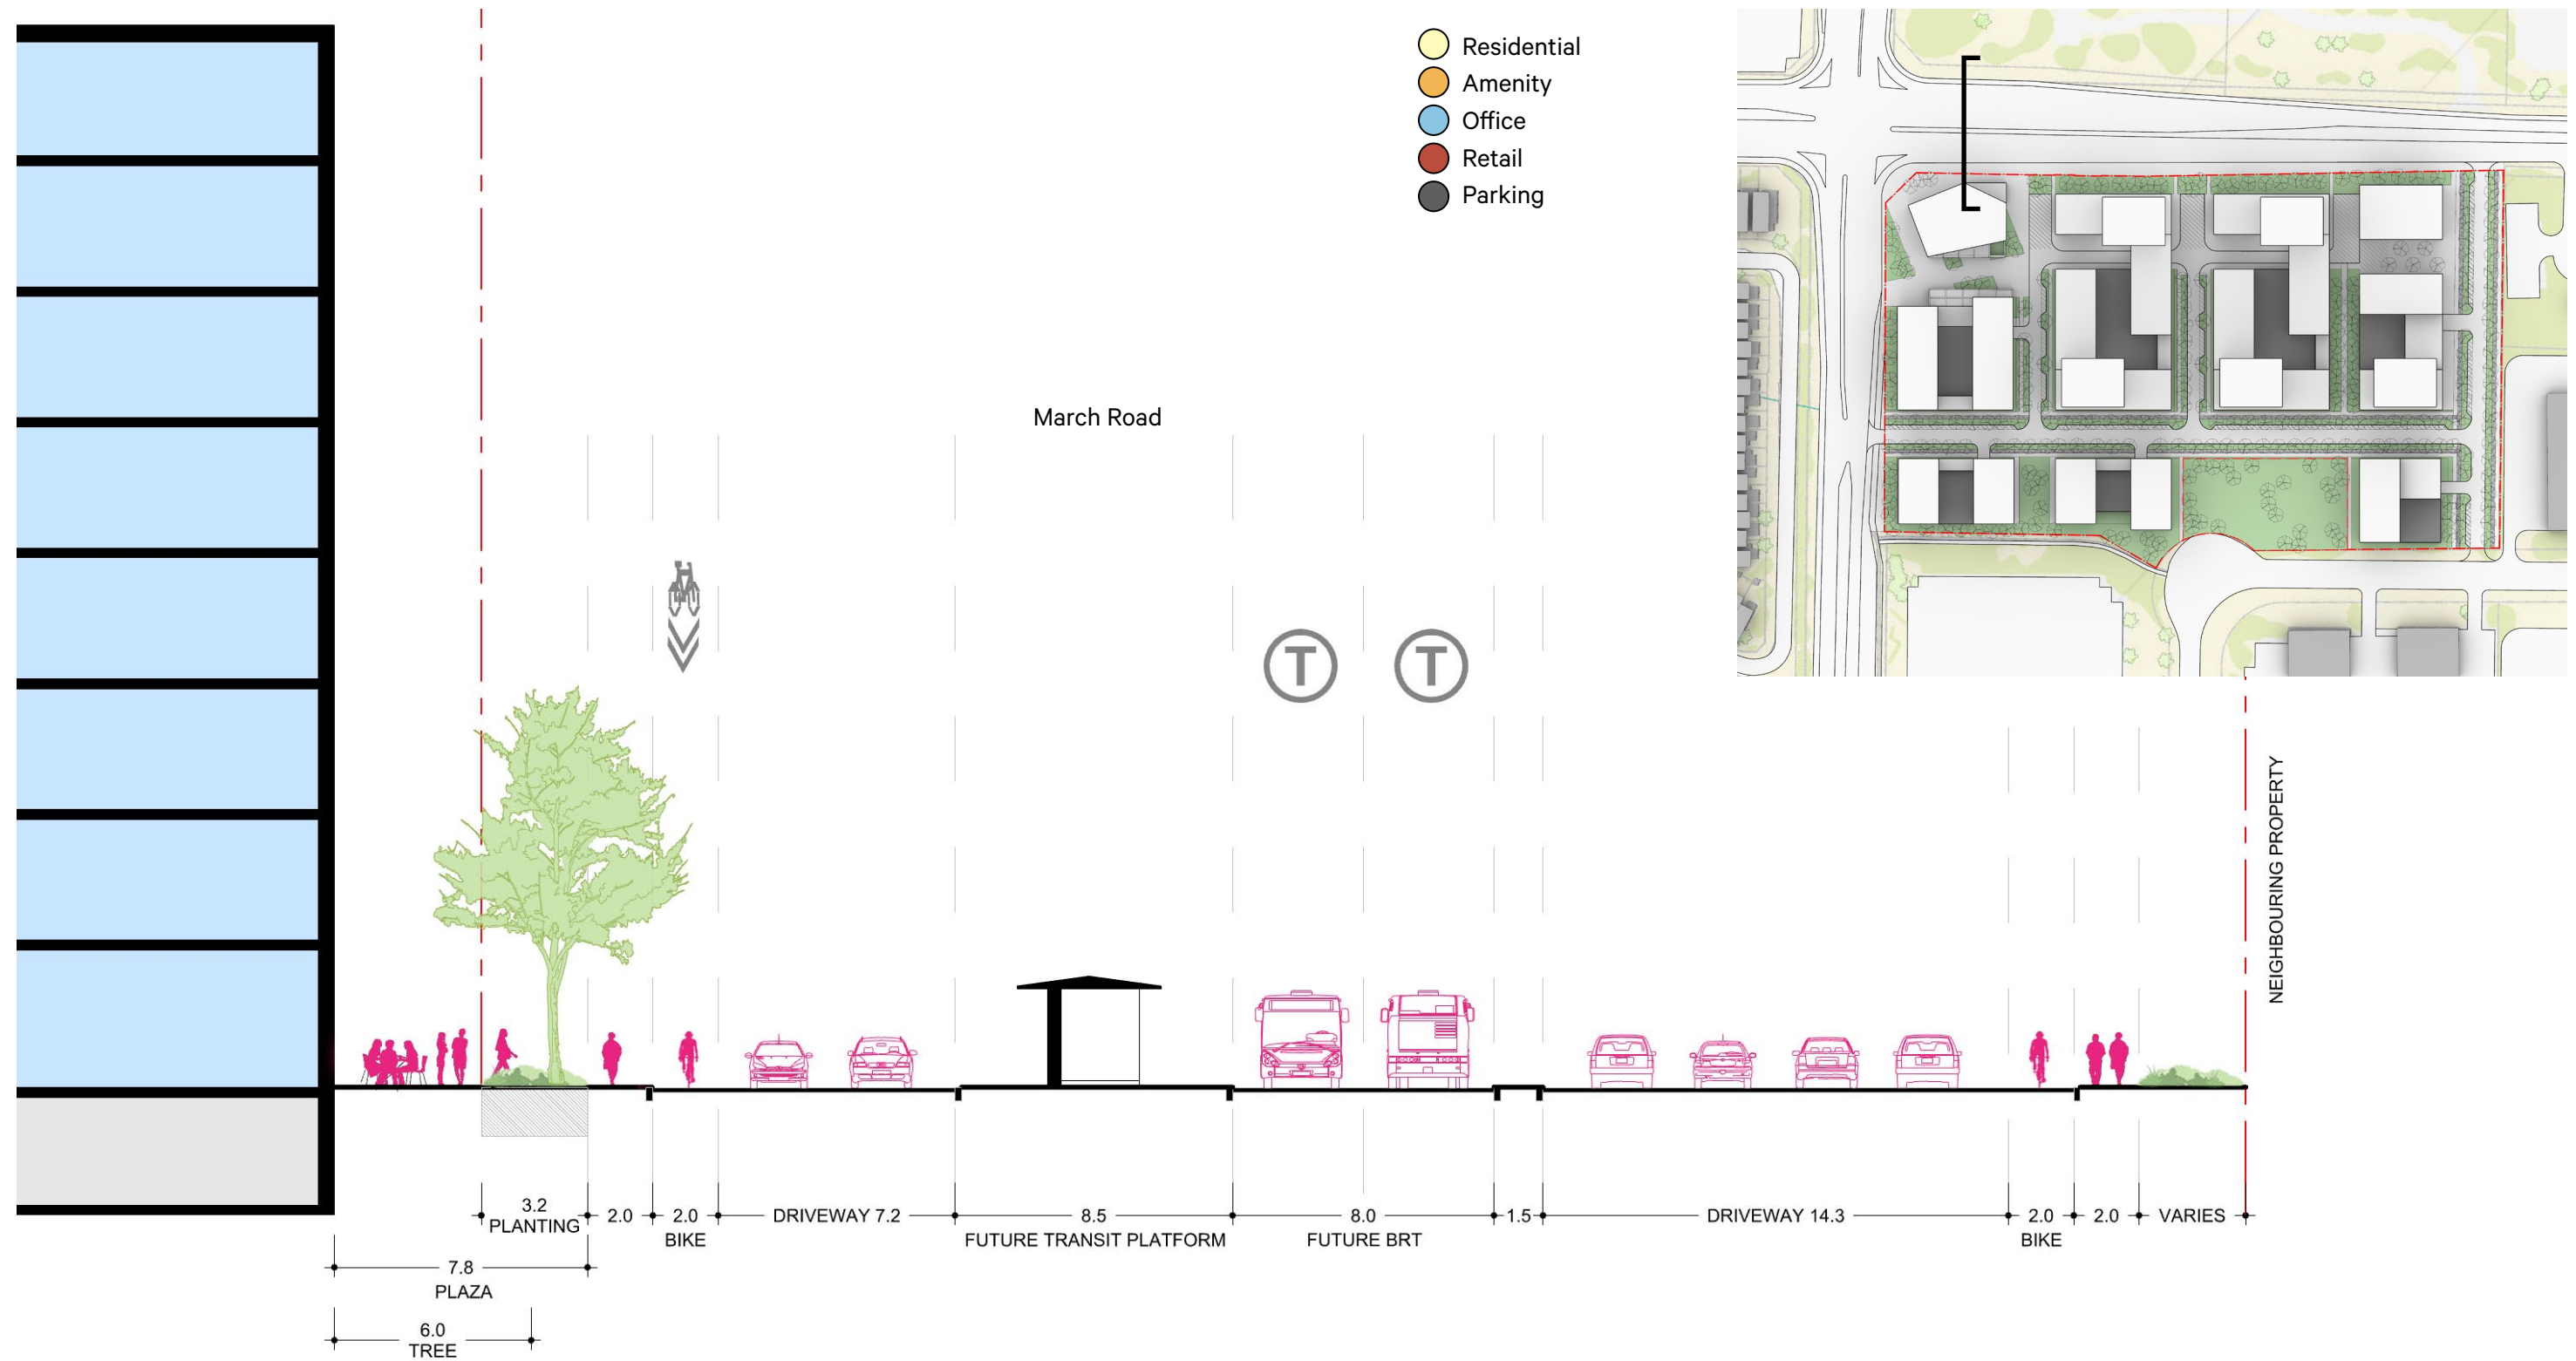 Residential
Amenity
Office
Retail
Parking
March Road
T T
NEIGHBOURING PROPERTY
3.2
PLANTING
2.0
2.0
BIKE
DRIVEWAY 7.2
8.5
FUTURE TRANSIT PLATFORM
8.0
FUTURE BRT
1.5
DRIVEWAY 14.3
2.0
BIKE
2.0
VARIES
7.8
PLAZA
6.0
TREE